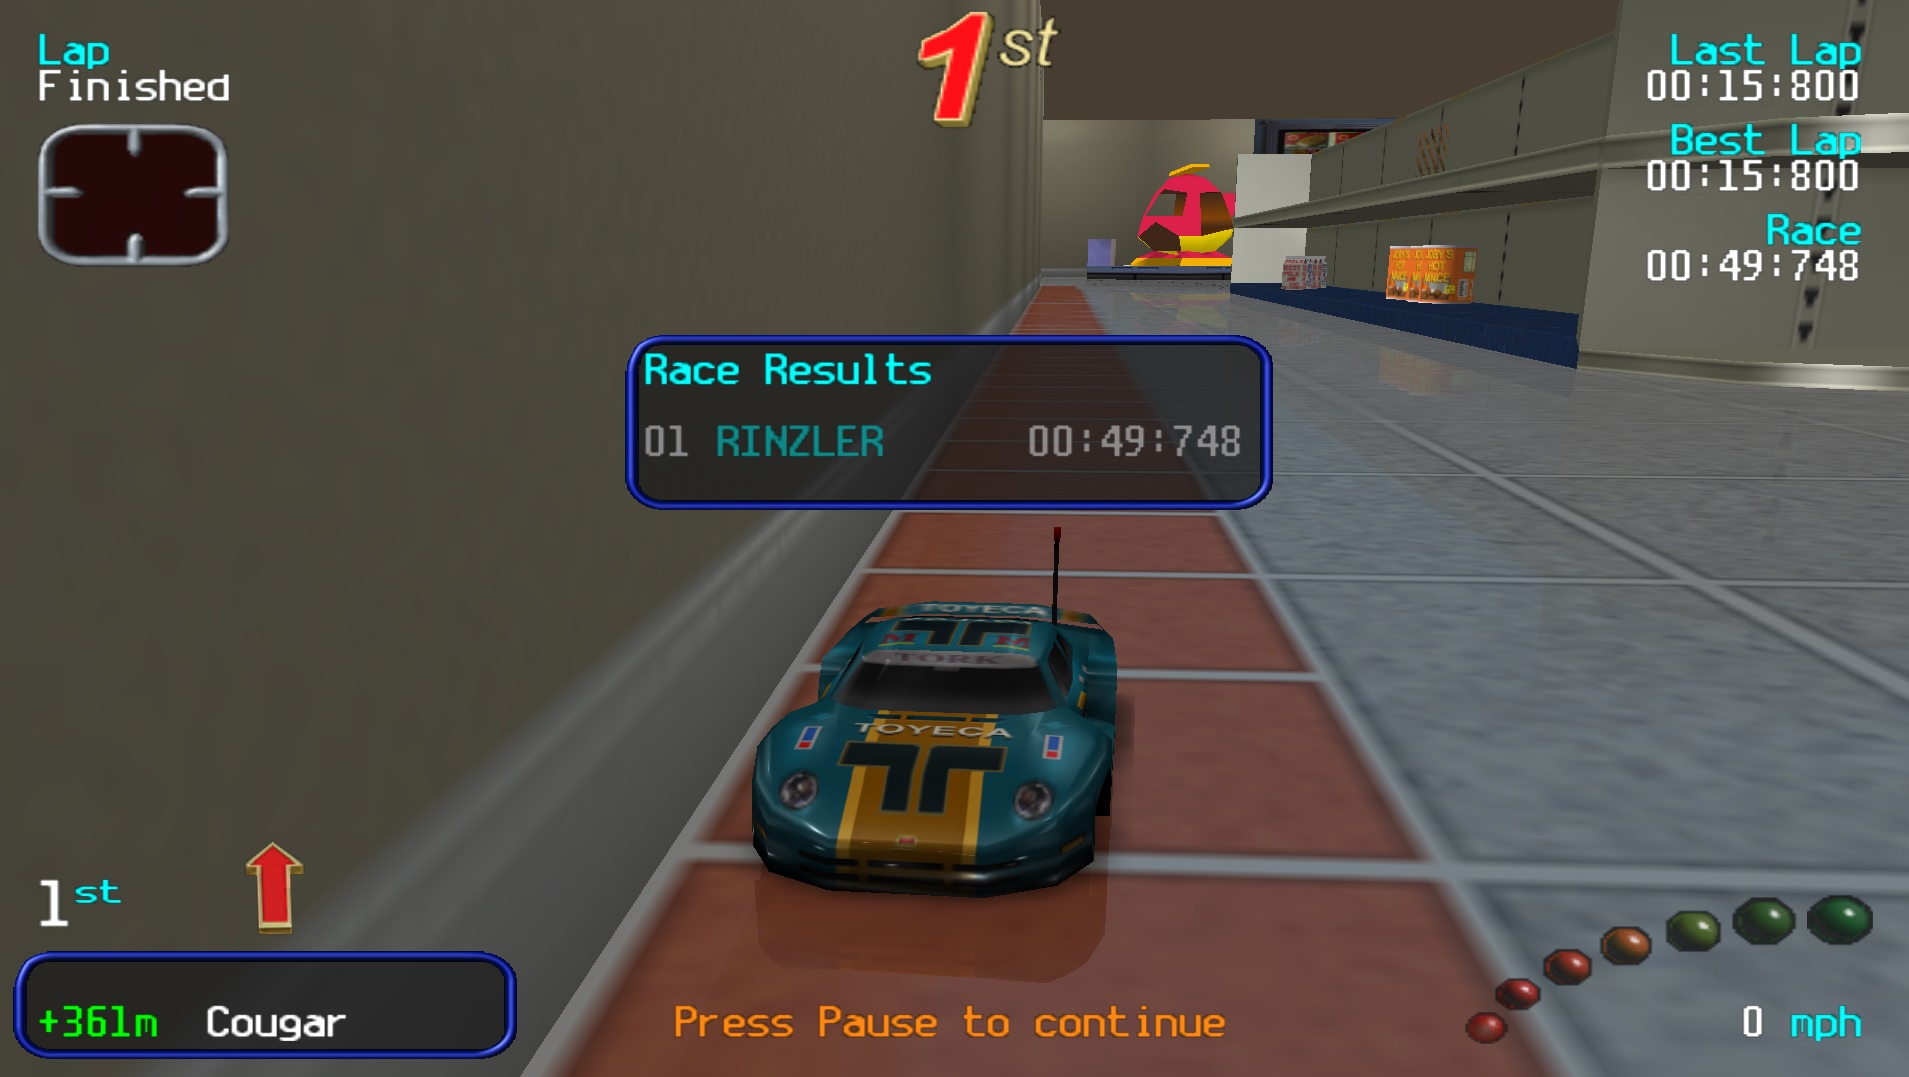 Lap
Finished
1st
Last Lap
00:15:800
Best Lap
00:15:800
Race
00:49:748
Race Results
01 RINZLER 00:49:748
TOYECA
M M
TORK
TOYECA
1st
+361m Cougar
Press Pause to continue
0 mph